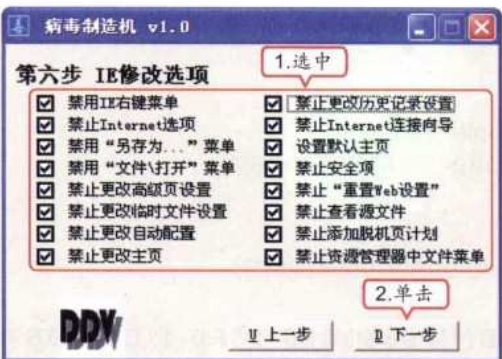 病毒制造机 v1.0
1.选中
第六步 IE修改选项
禁用IE右键菜单
禁止更改历史记录设置
禁止Internet选项
禁止Internet连接向导
禁用“另存为...”菜单
设置默认主页
禁用“文件\打开”菜单
禁止安全项
禁止更改高级页设置
禁止“重置Web设置”
禁止更改临时文件设置
禁止查看源文件
禁止更改自动配置
禁止添加脱机页计划
禁止更改主页
禁止资源管理器中文件菜单
2.单击
DDV
U 上一步
D 下一步